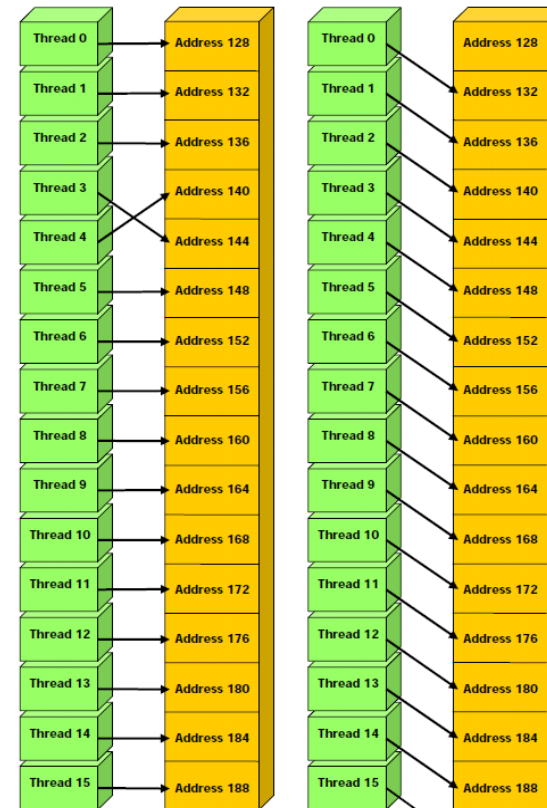 Thread 0
Address 128
Thread 1
Address 132
Thread 2
Address 136
Thread 3
Address 140
Thread 4
Address 144
Thread 5
Address 148
Thread 6
Address 152
Thread 7
Address 156
Thread 8
Address 160
Thread 9
Address 164
Thread 10
Address 168
Thread 11
Address 172
Thread 12
Address 176
Thread 13
Address 180
Thread 14
Address 184
Thread 15
Address 188
Thread 0
Address 128
Thread 1
Address 132
Thread 2
Address 136
Thread 3
Address 140
Thread 4
Address 144
Thread 5
Address 148
Thread 6
Address 152
Thread 7
Address 156
Thread 8
Address 160
Thread 9
Address 164
Thread 10
Address 168
Thread 11
Address 172
Thread 12
Address 176
Thread 13
Address 180
Thread 14
Address 184
Thread 15
Address 188